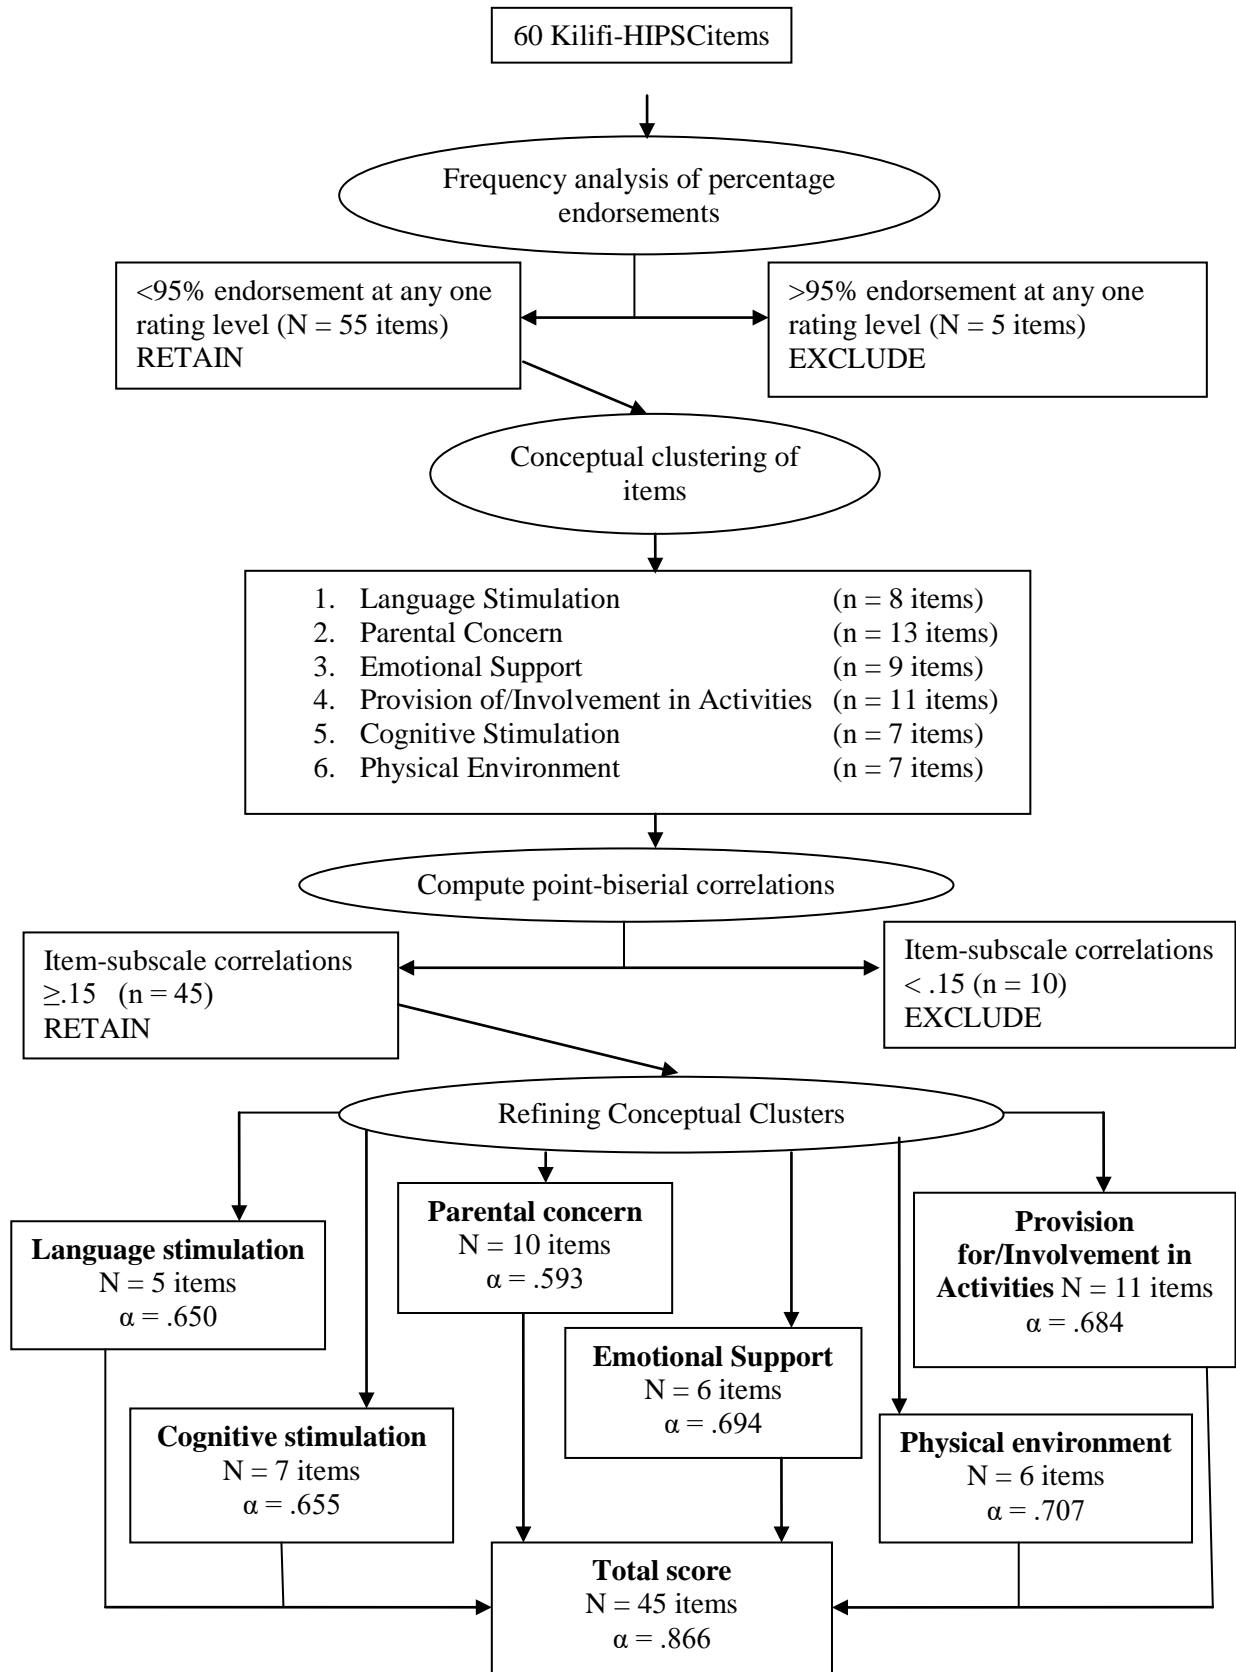 60 Kilifi-HIPSCitems
Frequency analysis of percentage
endorsements
<95% endorsement at any one
rating level (N = 55 items)
RETAIN
>95% endorsement at any one
rating level (N = 5 items)
EXCLUDE
Conceptual clustering of
items
1. Language Stimulation (n = 8 items)
2. Parental Concern (n = 13 items)
3. Emotional Support (n = 9 items)
4. Provision of/Involvement in Activities (n = 11 items)
5. Cognitive Stimulation (n = 7 items)
6. Physical Environment (n = 7 items)
Compute point-biserial correlations
Item-subscale correlations
≥.15 (n = 45)
RETAIN
Item-subscale correlations
< .15 (n = 10)
EXCLUDE
Refining Conceptual Clusters
Language stimulation
N = 5 items
α = .650
Parental concern
N = 10 items
α = .593
Provision
for/Involvement in
Activities N = 11 items
α = .684
Emotional Support
N = 6 items
α = .694
Cognitive stimulation
N = 7 items
α = .655
Physical environment
N = 6 items
α = .707
Total score
N = 45 items
α = .866